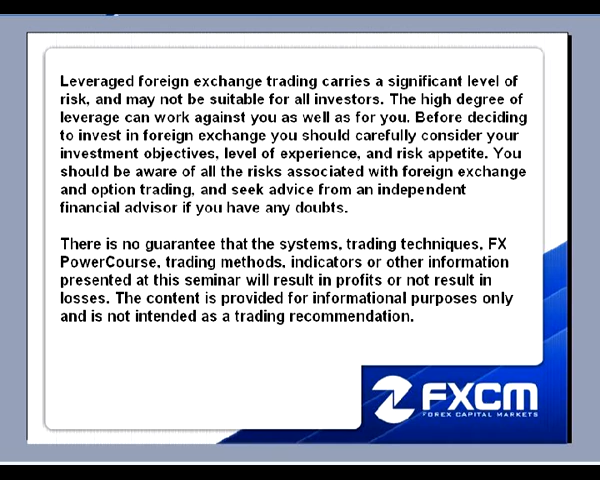 Leveraged foreign exchange trading carries a significant level of
risk, and may not be suitable for all investors. The high degree of
leverage can work against you as well as for you. Before deciding
to invest in foreign exchange you should carefully consider your
investment objectives, level of experience, and risk appetite. You
should be aware of all the risks associated with foreign exchange
and option trading, and seek advice from an independent
financial advisor if you have any doubts.
There is no guarantee that the systems, trading techniques, FX
PowerCourse, trading methods, indicators or other information
presented at this seminar will result in profits or not result in
losses. The content is provided for informational purposes only
and is not intended as a trading recommendation.
FXCM
FOREX CAPITAL MARKETS